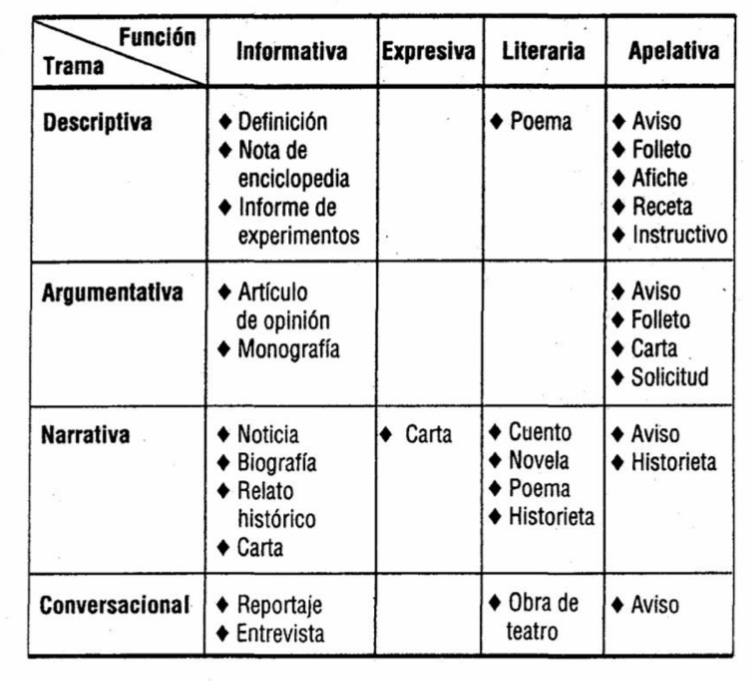 Función
Trama
Informativa
Expresiva
Literaria
Apelativa
Descriptiva
♦ Definición
♦ Nota de
enciclopedia
♦ Informe de
experimentos
♦ Poema
♦ Aviso
♦ Folleto
♦ Afiche
♦ Receta
♦ Instructivo
Argumentativa
♦ Artículo
de opinión
♦ Monografía
♦ Aviso
♦ Folleto
♦ Carta
♦ Solicitud
Narrativa
♦ Noticia
♦ Biografía
♦ Relato
histórico
♦ Carta
♦ Carta
♦ Cuento
♦ Novela
♦ Poema
♦ Historieta
♦ Aviso
♦ Historieta
Conversacional
♦ Reportaje
♦ Entrevista
♦ Obra de
teatro
♦ Aviso